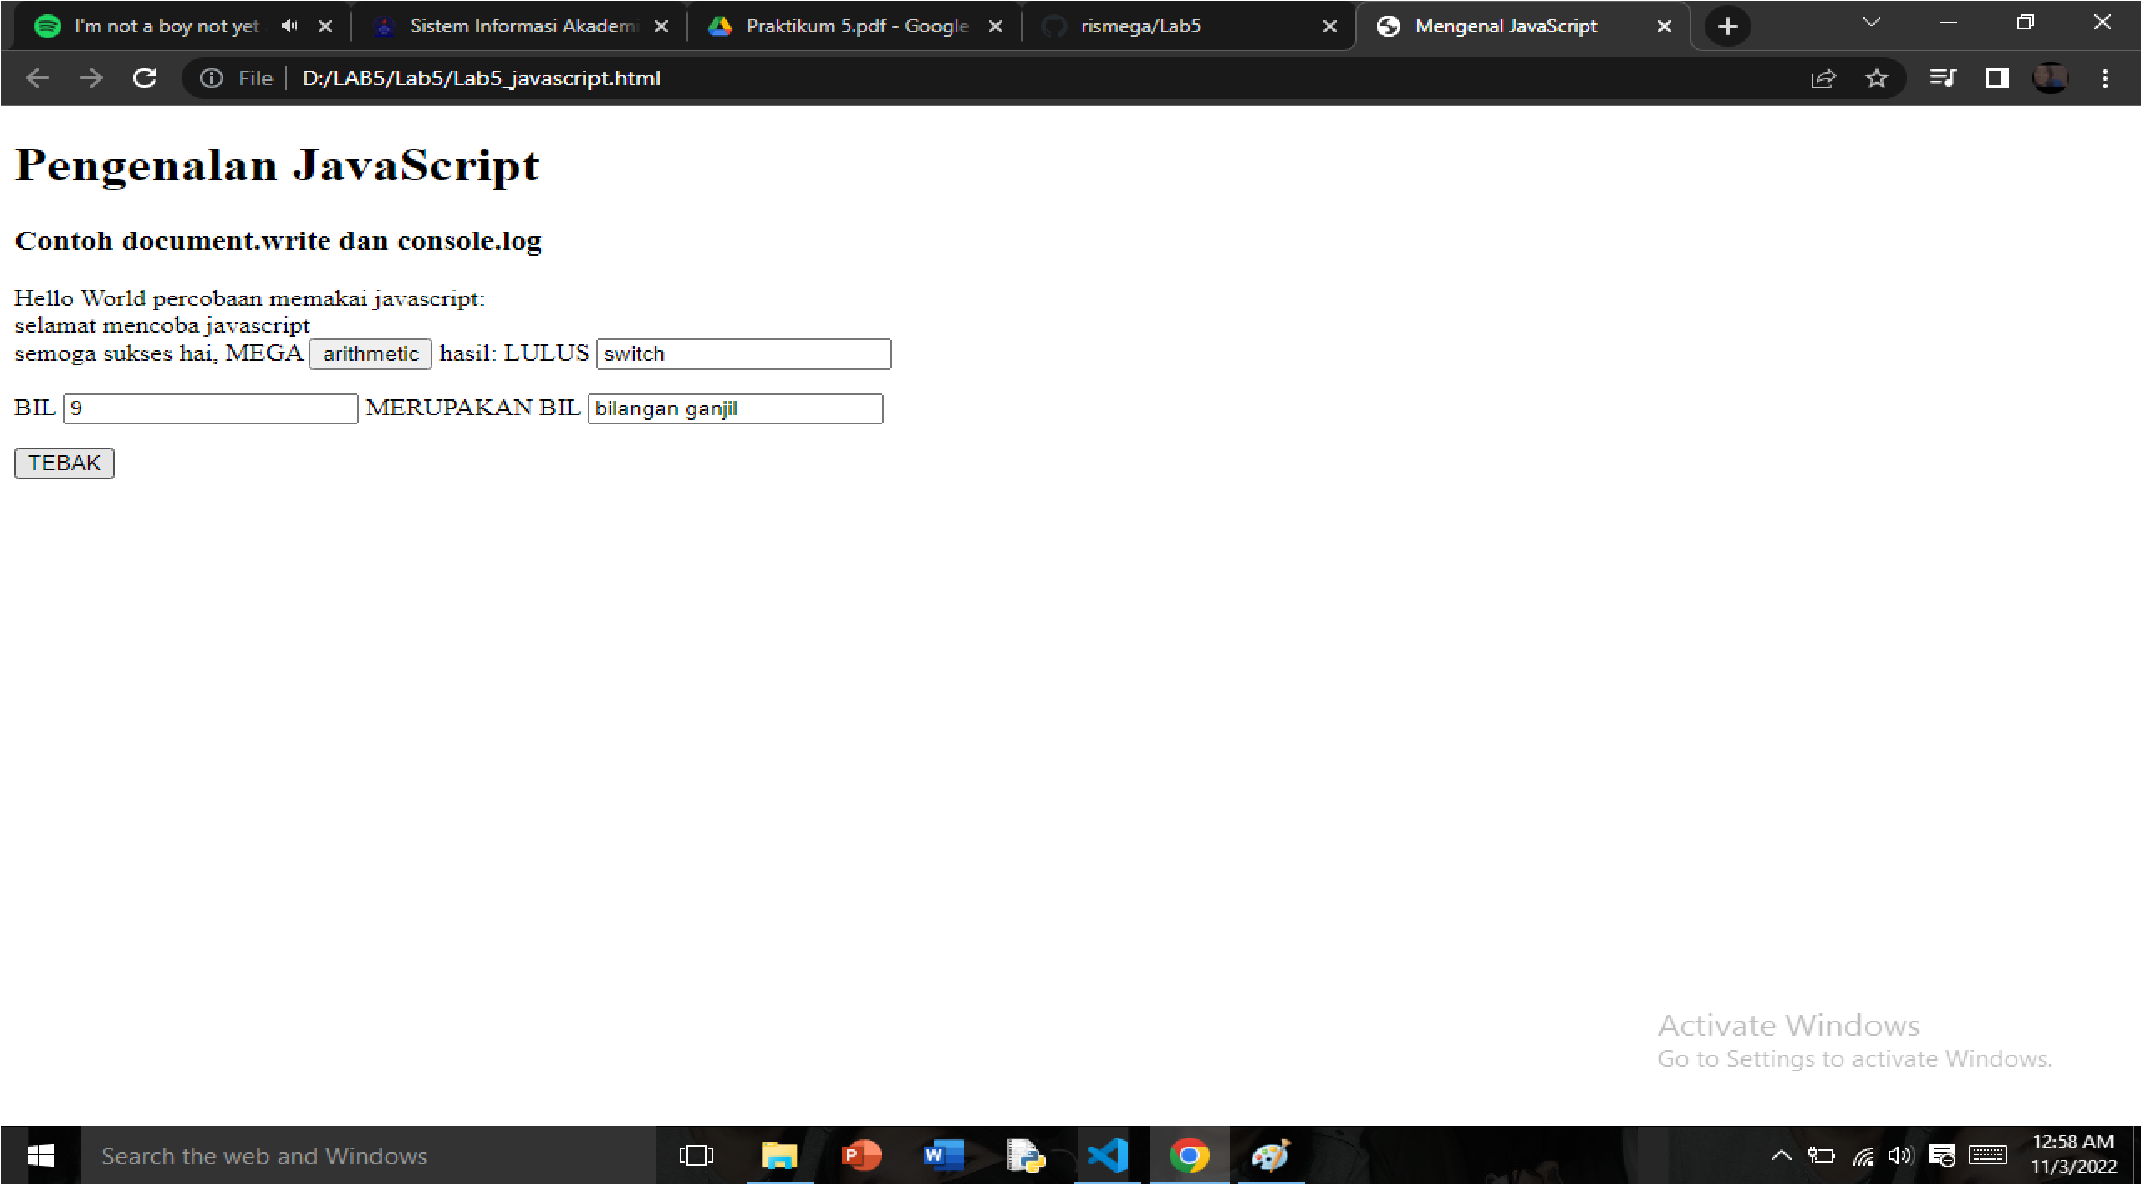 I'm not a boy not yet
Sistem Informasi Akadem
Praktikum 5.pdf - Google
rismega/Lab5
Mengenal JavaScript
File D:/LAB5/Lab5/Lab5_javascript.html
Pengenalan JavaScript
Contoh document.write dan console.log
Hello World percobaan memakai javascript:
selamat mencoba javascript
semoga sukses hai, MEGA arithmetic hasil: LULUS switch
BIL 9 MERUPAKAN BIL bilangan ganjil
TEBAK
Activate Windows
Go to Settings to activate Windows.
Search the web and Windows
12:58 AM
11/3/2022